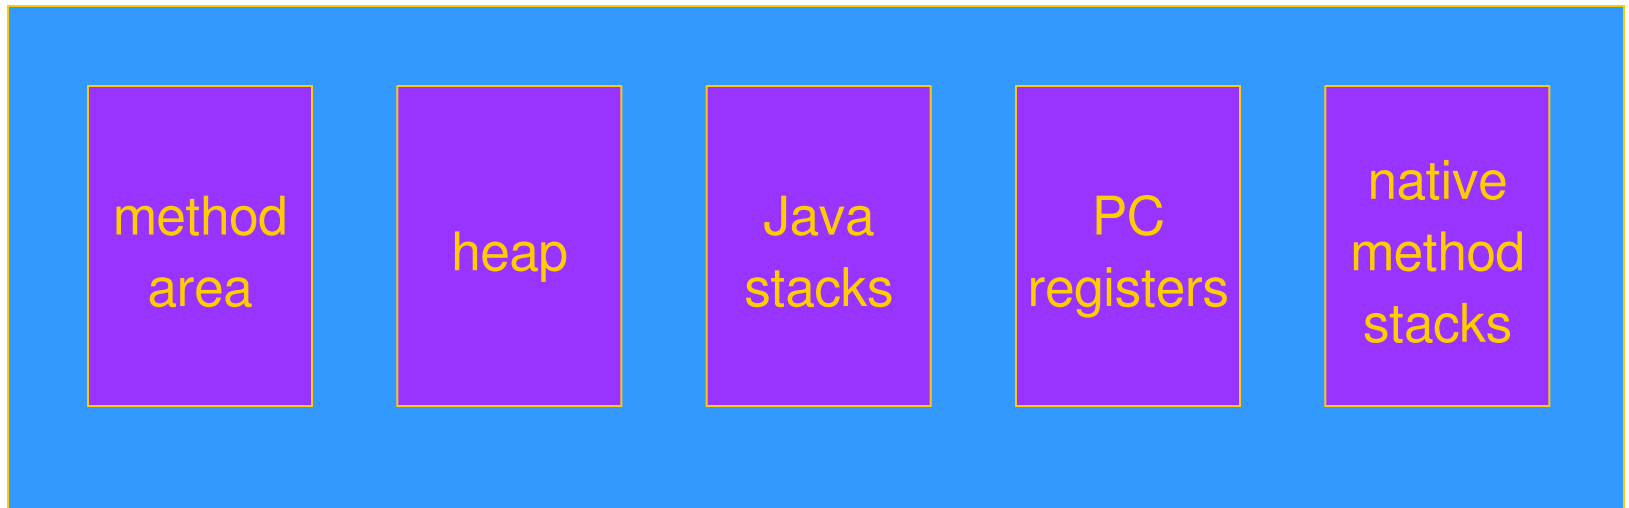 method
area
heap
Java
stacks
PC
registers
native
method
stacks